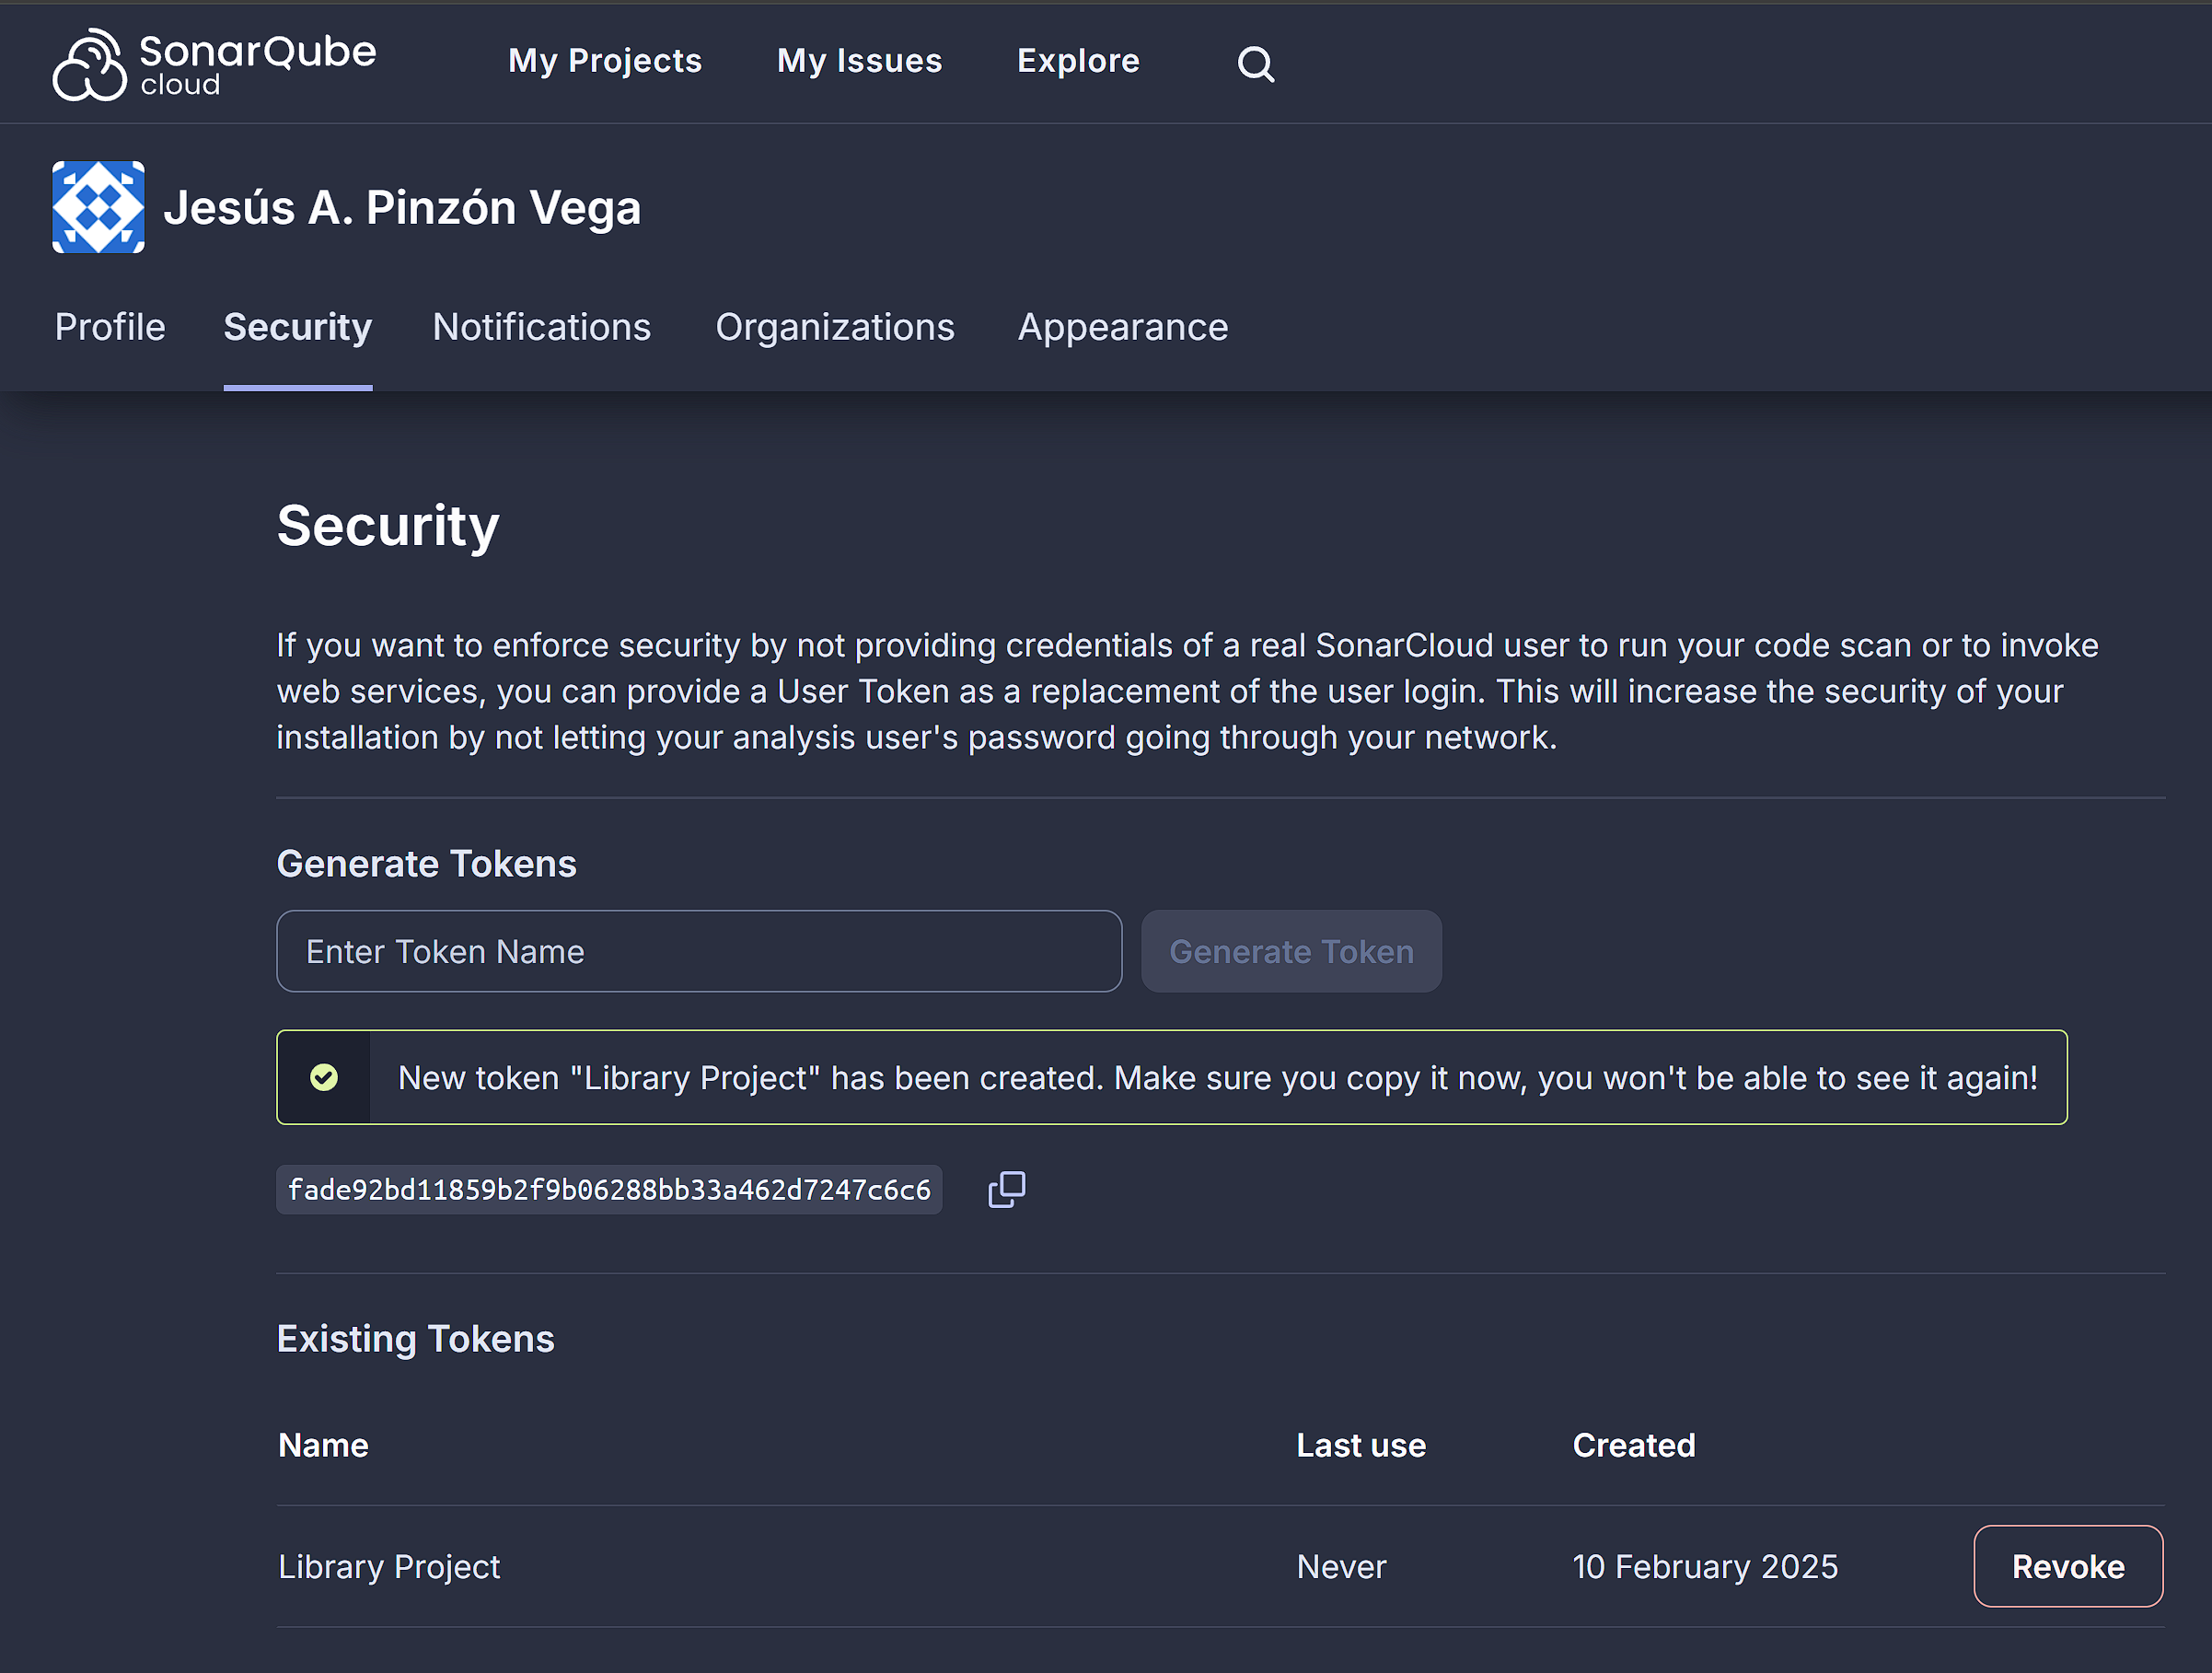 SonarQube
cloud
My Projects
My Issues
Explore
Jesús A. Pinzón Vega
Profile
Security
Notifications
Organizations
Appearance
Security
If you want to enforce security by not providing credentials of a real SonarCloud user to run your code scan or to invoke
web services, you can provide a User Token as a replacement of the user login. This will increase the security of your
installation by not letting your analysis user's password going through your network.
Generate Tokens
Enter Token Name
Generate Token
New token "Library Project" has been created. Make sure you copy it now, you won't be able to see it again!
fade92bd11859b2f9b06288bb33a462d7247c6c6
Existing Tokens
Name
Last use
Created
Library Project
Never
10 February 2025
Revoke